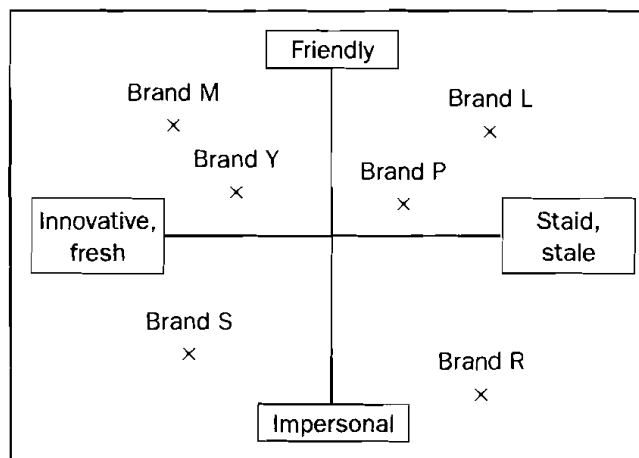 Friendly
Brand M
Brand L
Brand Y
Brand P
Innovative,
fresh
Staid,
stale
Brand S
Brand R
Impersonal